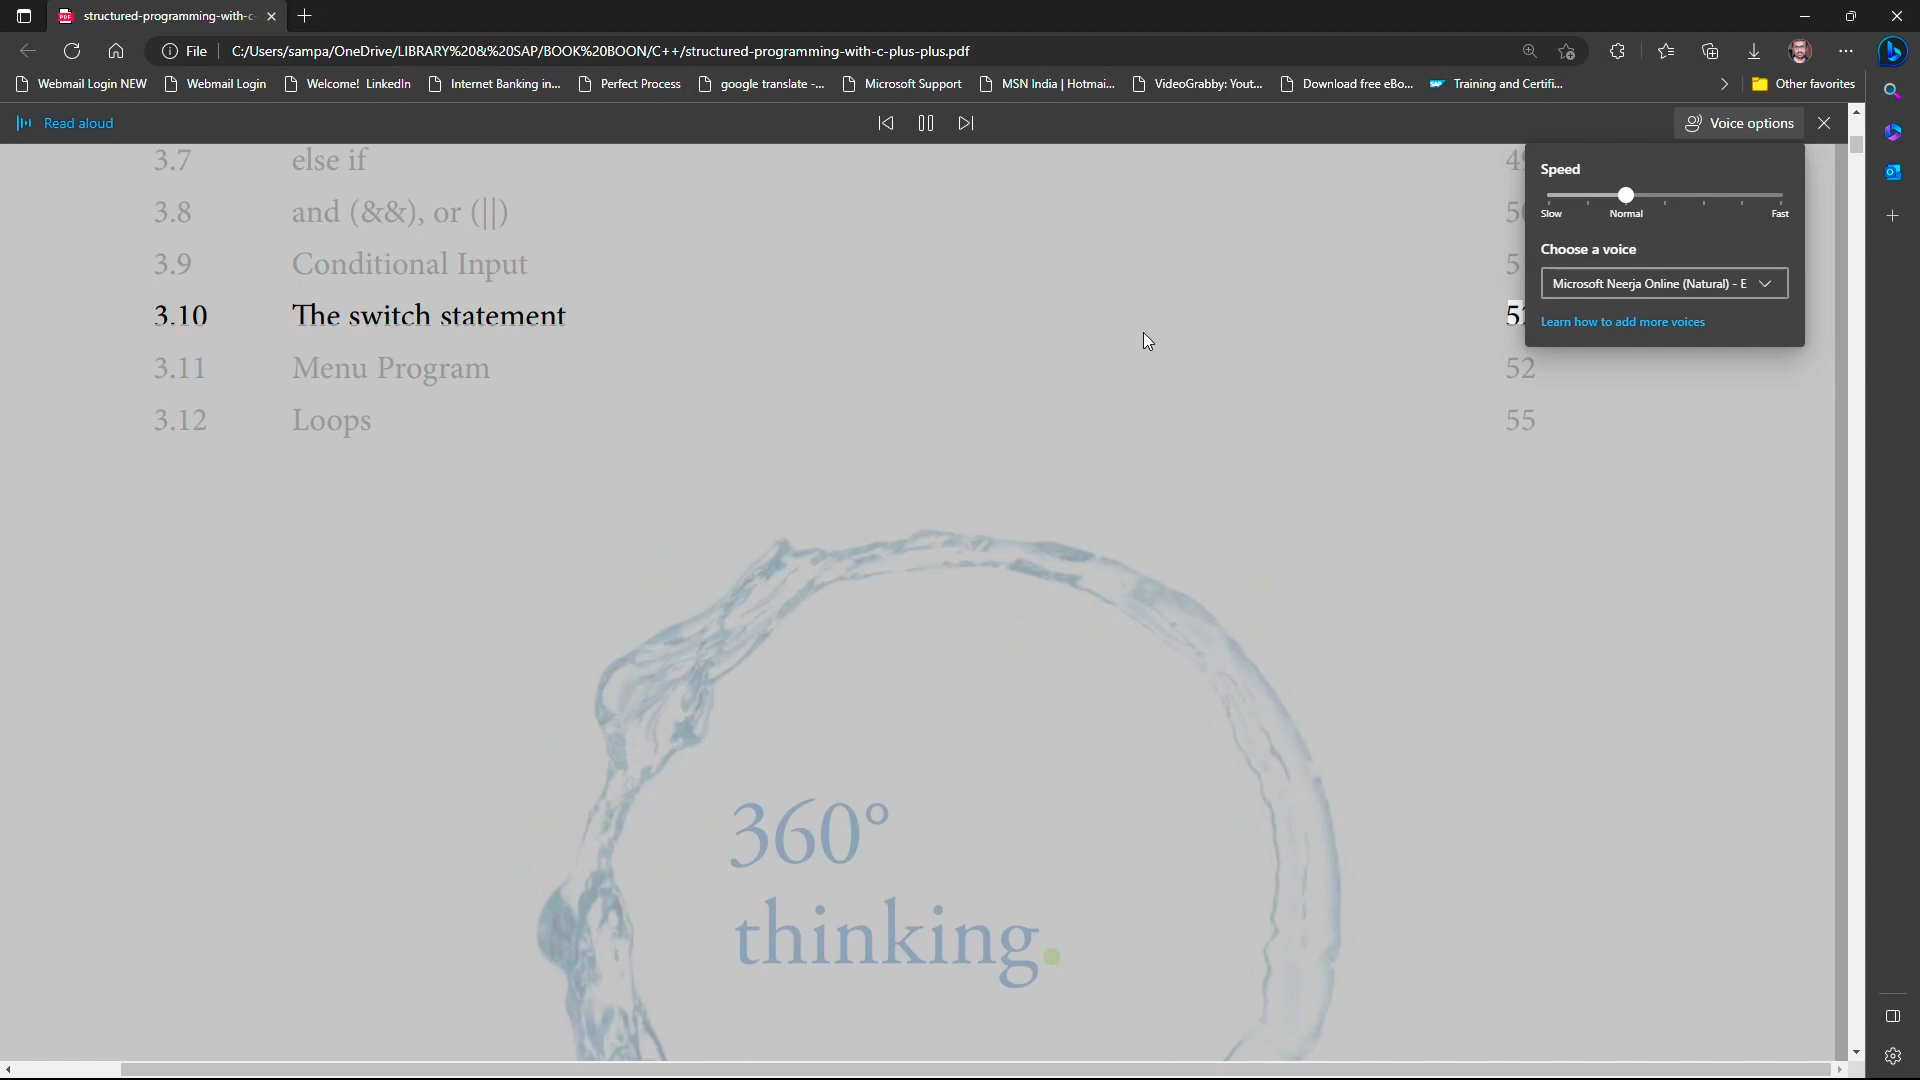 structured-programming-with-c-
File
C:/Users/sampa/OneDrive/LIBRARY%20&%20SAP/BOOK%20BOON/C++/structured-programming-with-c-plus-plus.pdf
Webmail Login NEW
Webmail Login
Welcome! LinkedIn
Internet Banking in...
Perfect Process
google translate -...
Microsoft Support
MSN India | Hotmai...
VideoGrabby: Yout...
Download free eBo...
Training and Certifi...
Other favorites
Read aloud
Voice options
3.7 else if
3.8 and (&&), or (||)
3.9 Conditional Input
3.10 The switch statement
3.11 Menu Program 52
3.12 Loops 55
Speed
Slow Normal Fast
Choose a voice
Microsoft Neerja Online (Natural) - E
Learn how to add more voices
360°
thinking.